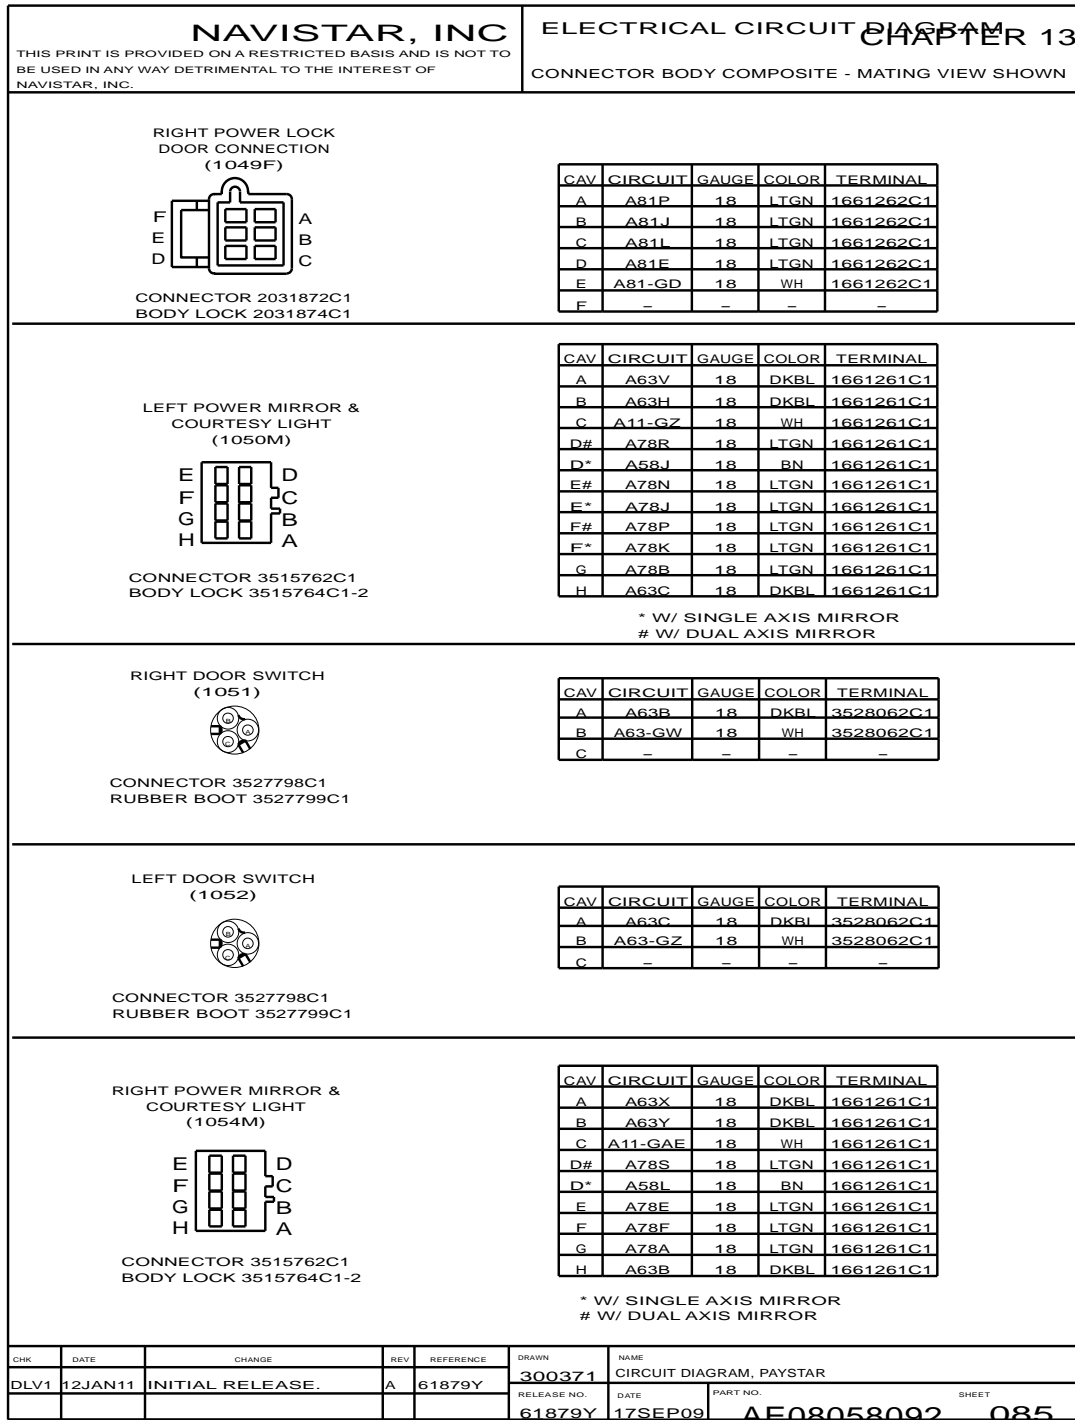 NAVISTAR, INC
THIS PRINT IS PROVIDED ON A RESTRICTED BASIS AND IS NOT TO
BE USED IN ANY WAY DETRIMENTAL TO THE INTEREST OF
NAVISTAR, INC.
ELECTRICAL CIRCUIT DIAGRAM
CHAPTER 13
CONNECTOR BODY COMPOSITE - MATING VIEW SHOWN
RIGHT POWER LOCK
DOOR CONNECTION
(1049F)
F A
E B
D C
CONNECTOR 2031872C1
BODY LOCK 2031874C1
CAV CIRCUIT GAUGE COLOR TERMINAL
A A81P 18 LTGN 1661262C1
B A81J 18 LTGN 1661262C1
C A81L 18 LTGN 1661262C1
D A81E 18 LTGN 1661262C1
E A81-GD 18 WH 1661262C1
F – – – –
LEFT POWER MIRROR &
COURTESY LIGHT
(1050M)
E D
F C
G B
H A
CONNECTOR 3515762C1
BODY LOCK 3515764C1-2
CAV CIRCUIT GAUGE COLOR TERMINAL
A A63V 18 DKBL 1661261C1
B A63H 18 DKBL 1661261C1
C A11-GZ 18 WH 1661261C1
D# A78R 18 LTGN 1661261C1
D* A58J 18 BN 1661261C1
E# A78N 18 LTGN 1661261C1
E* A78J 18 LTGN 1661261C1
F# A78P 18 LTGN 1661261C1
F* A78K 18 LTGN 1661261C1
G A78B 18 LTGN 1661261C1
H A63C 18 DKBL 1661261C1
* W/ SINGLE AXIS MIRROR
# W/ DUAL AXIS MIRROR
RIGHT DOOR SWITCH
(1051)
B
A
C
CONNECTOR 3527798C1
RUBBER BOOT 3527799C1
CAV CIRCUIT GAUGE COLOR TERMINAL
A A63B 18 DKBL 3528062C1
B A63-GW 18 WH 3528062C1
C – – – –
LEFT DOOR SWITCH
(1052)
B
A
C
CONNECTOR 3527798C1
RUBBER BOOT 3527799C1
CAV CIRCUIT GAUGE COLOR TERMINAL
A A63C 18 DKBL 3528062C1
B A63-GZ 18 WH 3528062C1
C – – – –
RIGHT POWER MIRROR &
COURTESY LIGHT
(1054M)
E D
F C
G B
H A
CONNECTOR 3515762C1
BODY LOCK 3515764C1-2
CAV CIRCUIT GAUGE COLOR TERMINAL
A A63X 18 DKBL 1661261C1
B A63Y 18 DKBL 1661261C1
C A11-GAE 18 WH 1661261C1
D# A78S 18 LTGN 1661261C1
D* A58L 18 BN 1661261C1
E A78E 18 LTGN 1661261C1
F A78F 18 LTGN 1661261C1
G A78A 18 LTGN 1661261C1
H A63B 18 DKBL 1661261C1
* W/ SINGLE AXIS MIRROR
# W/ DUAL AXIS MIRROR
CHK DATE CHANGE REV REFERENCE
DLV1 12JAN11 INITIAL RELEASE. A 61879Y
DRAWN
300371
NAME
CIRCUIT DIAGRAM, PAYSTAR
RELEASE NO. DATE PART NO. SHEET
61879Y 17SEP09 AE08058092 085